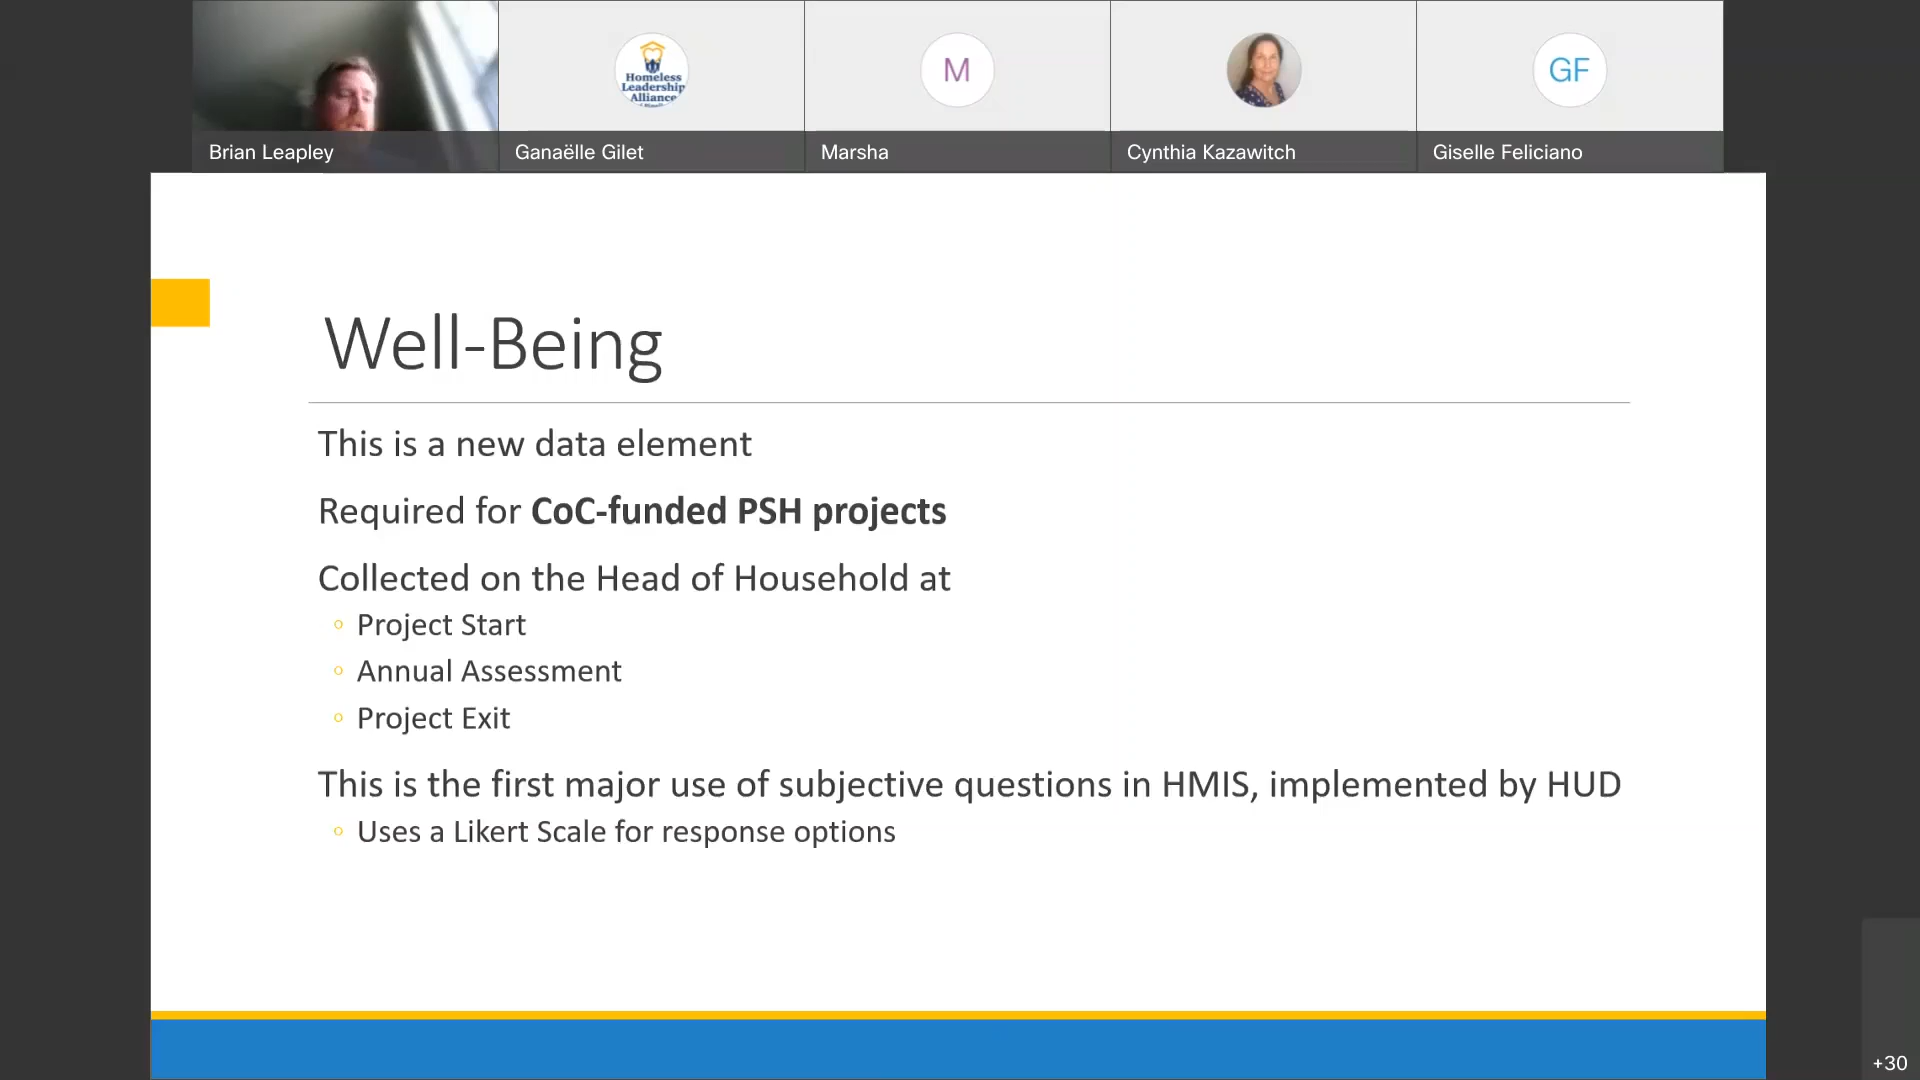 Homeless
Leadership
Alliance
M
GF
Brian Leapley
Ganaëlle Gilet
Marsha
Cynthia Kazawitch
Giselle Feliciano
Well-Being
This is a new data element
Required for CoC-funded PSH projects
Collected on the Head of Household at
Project Start
Annual Assessment
Project Exit
This is the first major use of subjective questions in HMIS, implemented by HUD
Uses a Likert Scale for response options
+30